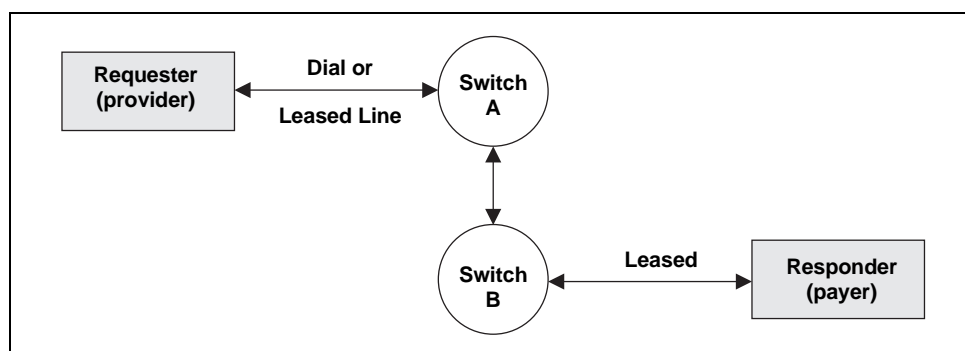 Requester
(provider)
Dial or
Leased Line
Switch
A
Switch
B
Leased
Responder
(payer)